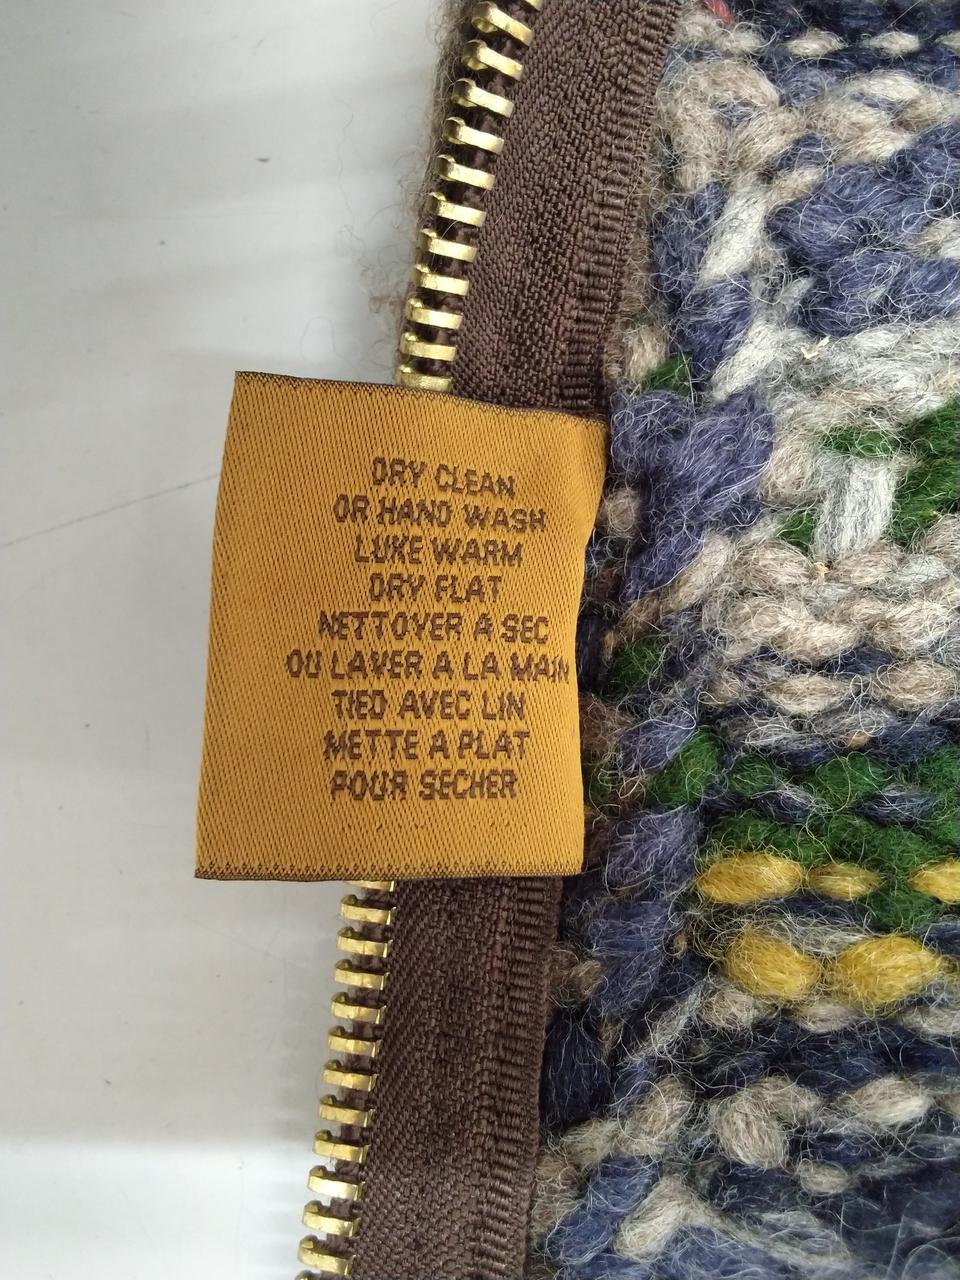 DRY CLEAN
OR HAND WASH
LUKE WARM
DRY FLAT
NETTOYER A SEC
OU LAVER A LA MAIN
TIED AVEC LIN
METTE A PLAT
POUR SECHER